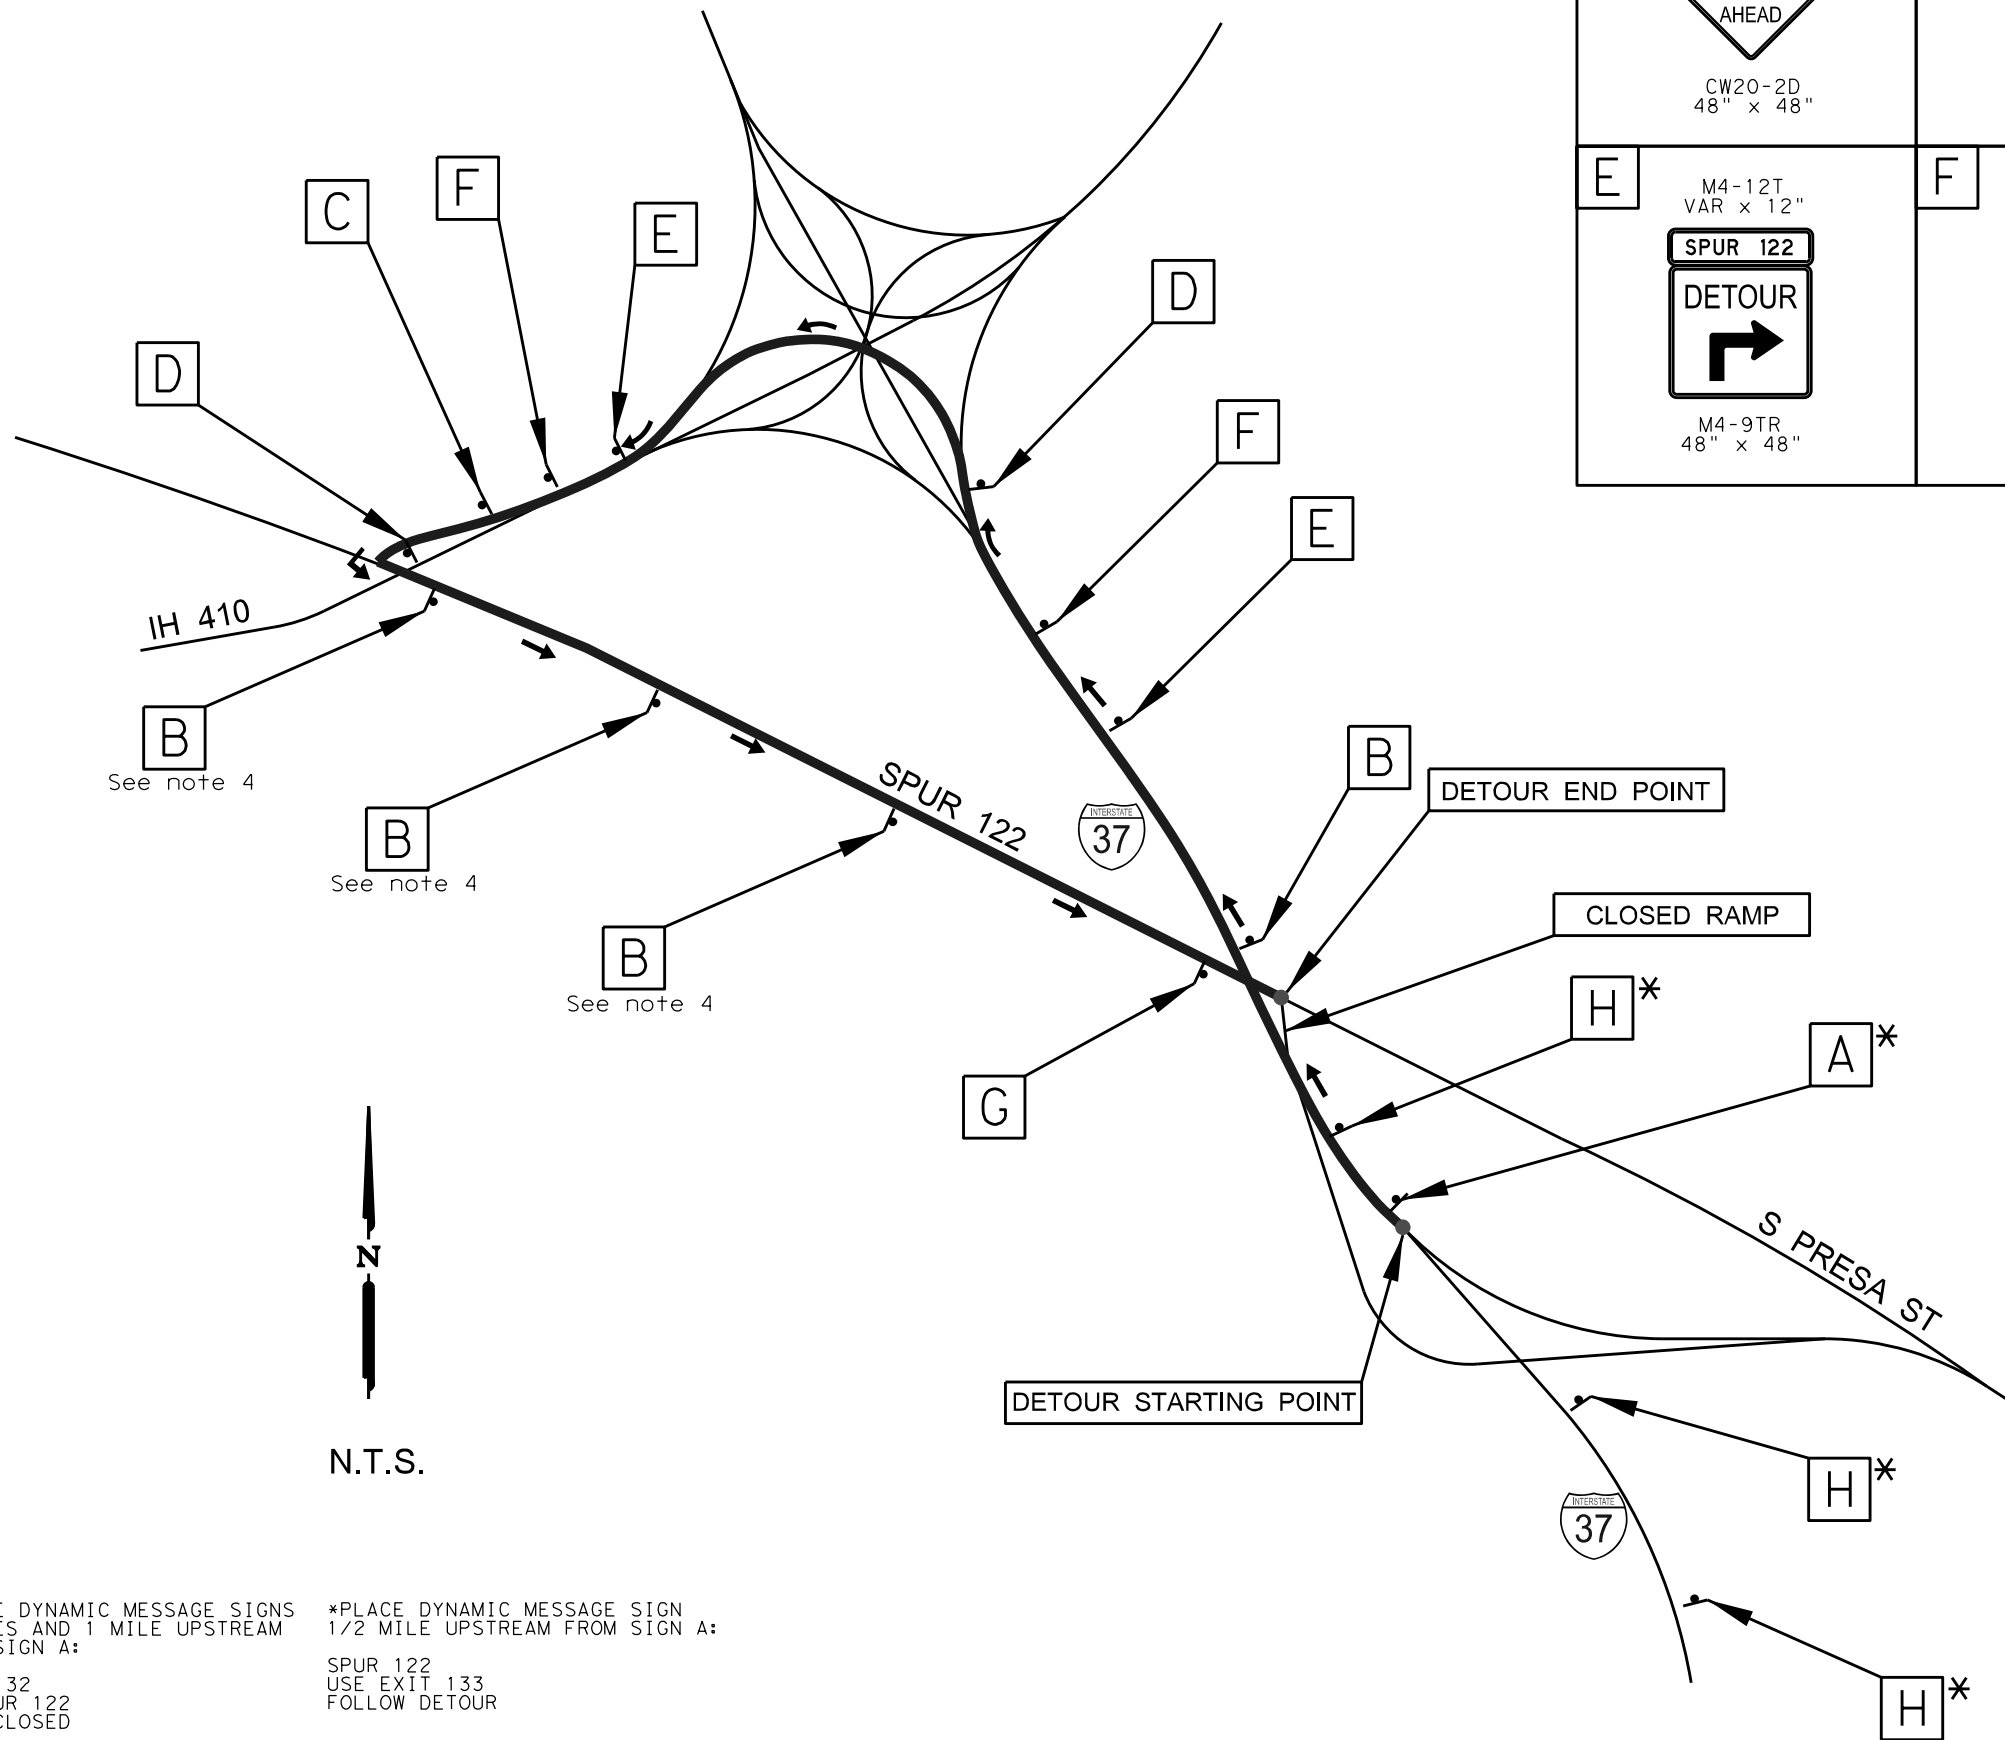 AHEAD
CW20-2D
48" x 48"
E
F
M4-12T
VAR x 12"
SPUR 122
DETOUR
M4-9TR
48" x 48"
F
C
E
D
D
F
E
IH 410
B
See note 4
B
See note 4
B
See note 4
SPUR 122
INTERSTATE
37
B
DETOUR END POINT
CLOSED RAMP
H*
A*
G
S PRESA ST
N
N.T.S.
DETOUR STARTING POINT
H*
INTERSTATE
37
H*
DYNAMIC MESSAGE SIGNS
AND 1 MILE UPSTREAM
SIGN A:
32
122
CLOSED
*PLACE DYNAMIC MESSAGE SIGN
1/2 MILE UPSTREAM FROM SIGN A:
SPUR 122
USE EXIT 133
FOLLOW DETOUR